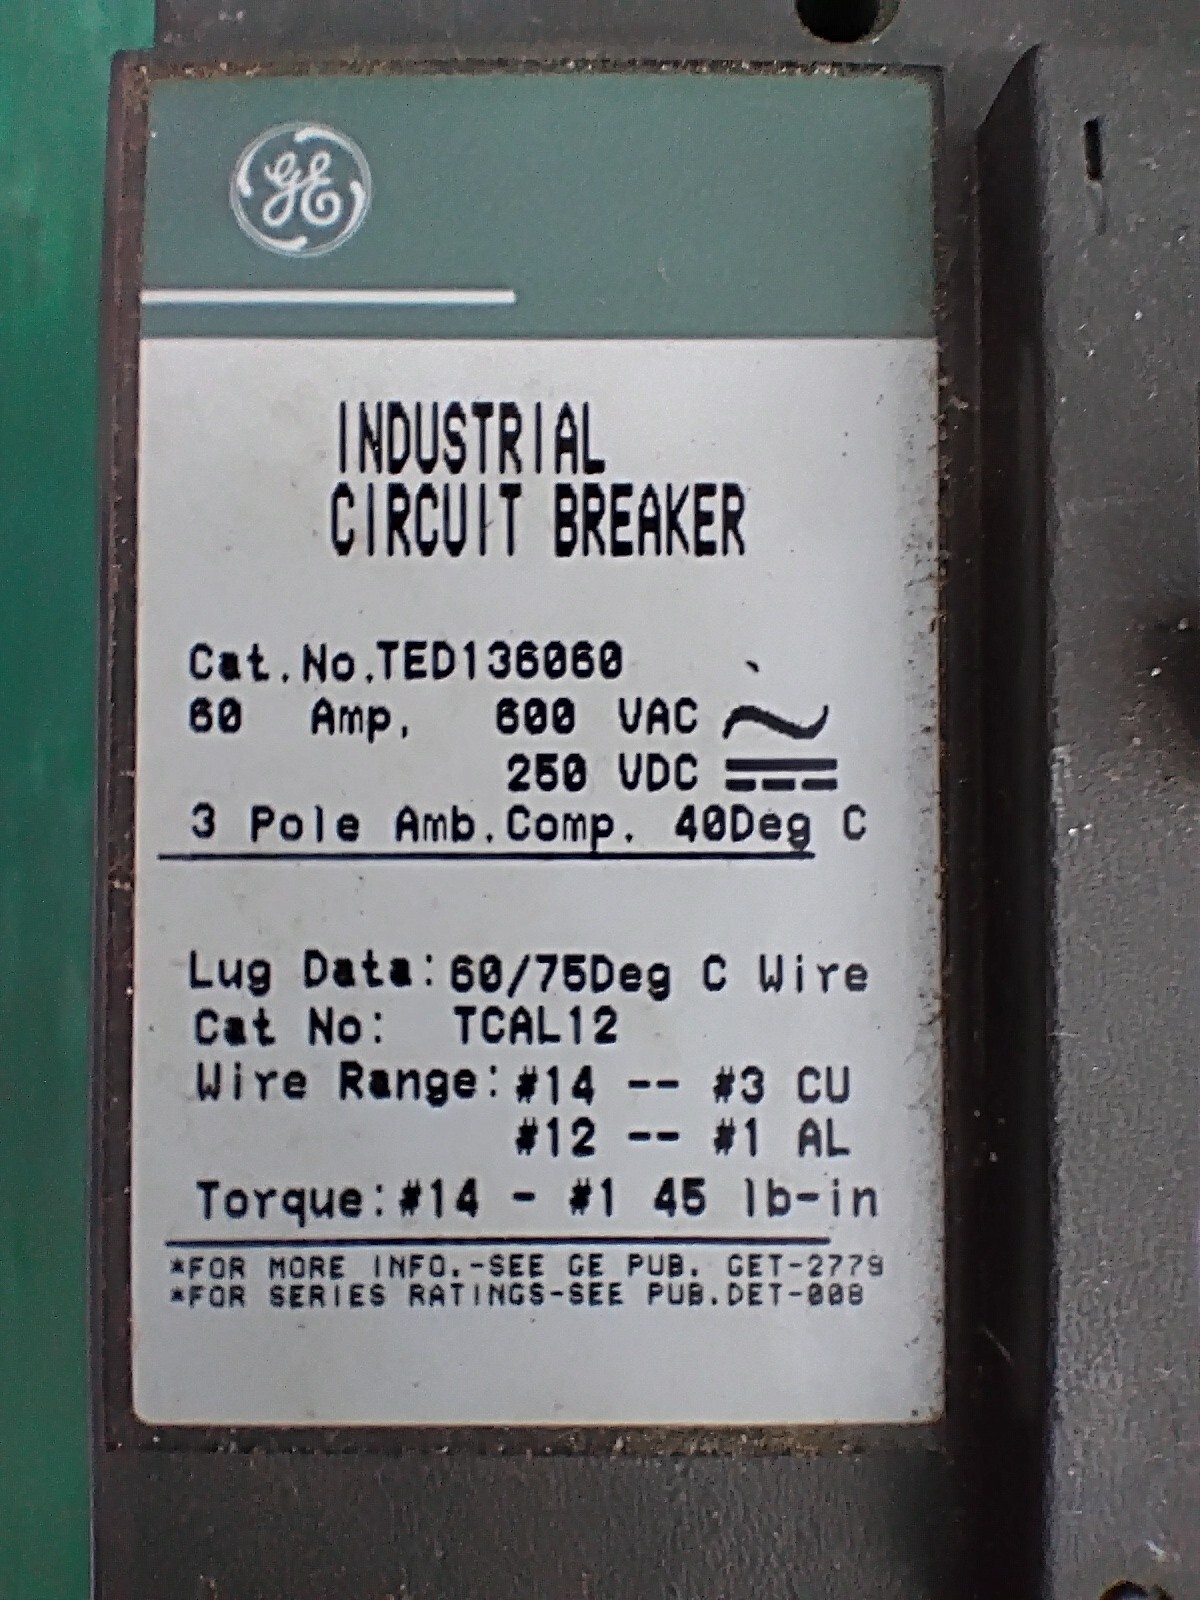 GE
INDUSTRIAL
CIRCUIT BREAKER
Cat.No.TED136060
60 Amp. 600 VAC
250 VDC
3 Pole Amb.Comp. 40Deg C
Lug Data:60/75Deg C Wire
Cat No: TCAL12
Wire Range:#14 -- #3 CU
#12 -- #1 AL
Torque:#14 - #1 45 lb-in
*FOR MORE INFO.-SEE GE PUB. GET-2779
*FOR SERIES RATINGS-SEE PUB.DET-008